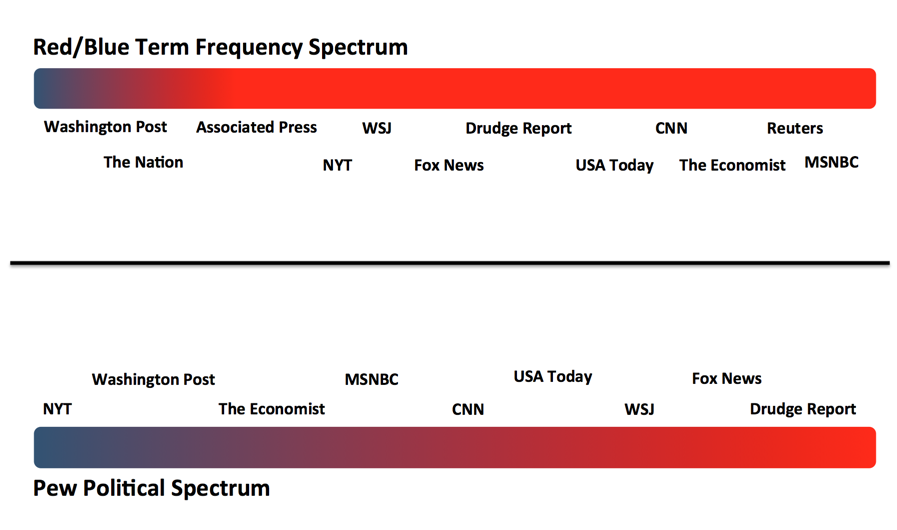 Red/Blue Term Frequency Spectrum
Washington Post Associated Press WSJ Drudge Report CNN Reuters
The Nation NYT Fox News USA Today The Economist MSNBC
Washington Post MSNBC USA Today Fox News
NYT The Economist CNN WSJ Drudge Report
Pew Political Spectrum